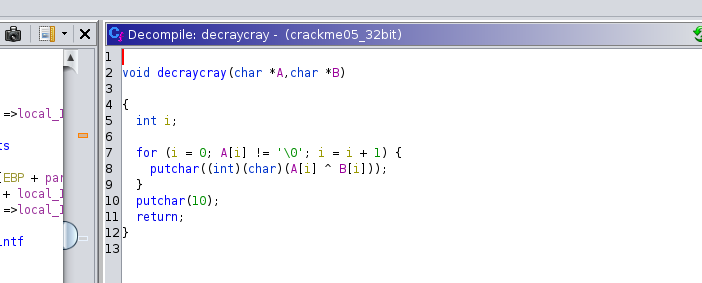 Decompile: decraycray - (crackme05_32bit)
=>local_1
ts
[EBP + par
+ local_1
=>local_1
intf
1
2 void decraycray(char *A,char *B)
3
4 {
5 int i;
6
7 for (i = 0; A[i] != '\0'; i = i + 1) {
8 putchar((int)(char)(A[i] ^ B[i]));
9 }
10 putchar(10);
11 return;
12 }
13